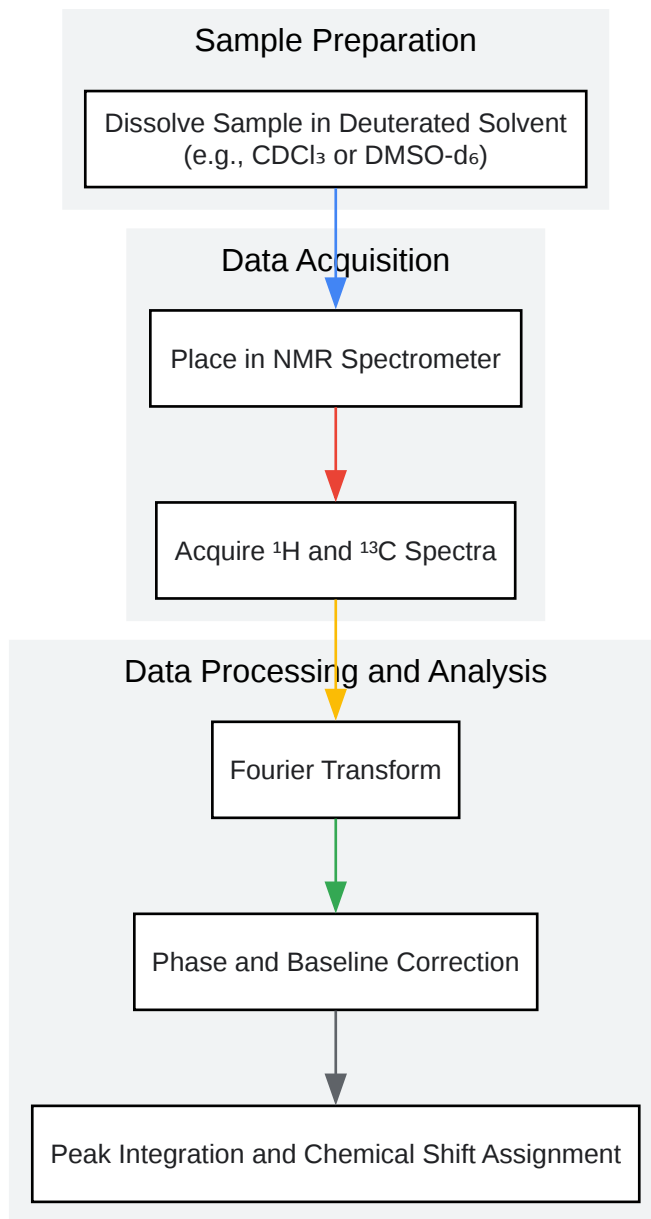 Sample Preparation
Dissolve Sample in Deuterated Solvent
(e.g., CDCl₃ or DMSO-d₆)
Data Acquisition
Place in NMR Spectrometer
Acquire ¹H and ¹³C Spectra
Data Processing and Analysis
Fourier Transform
Phase and Baseline Correction
Peak Integration and Chemical Shift Assignment